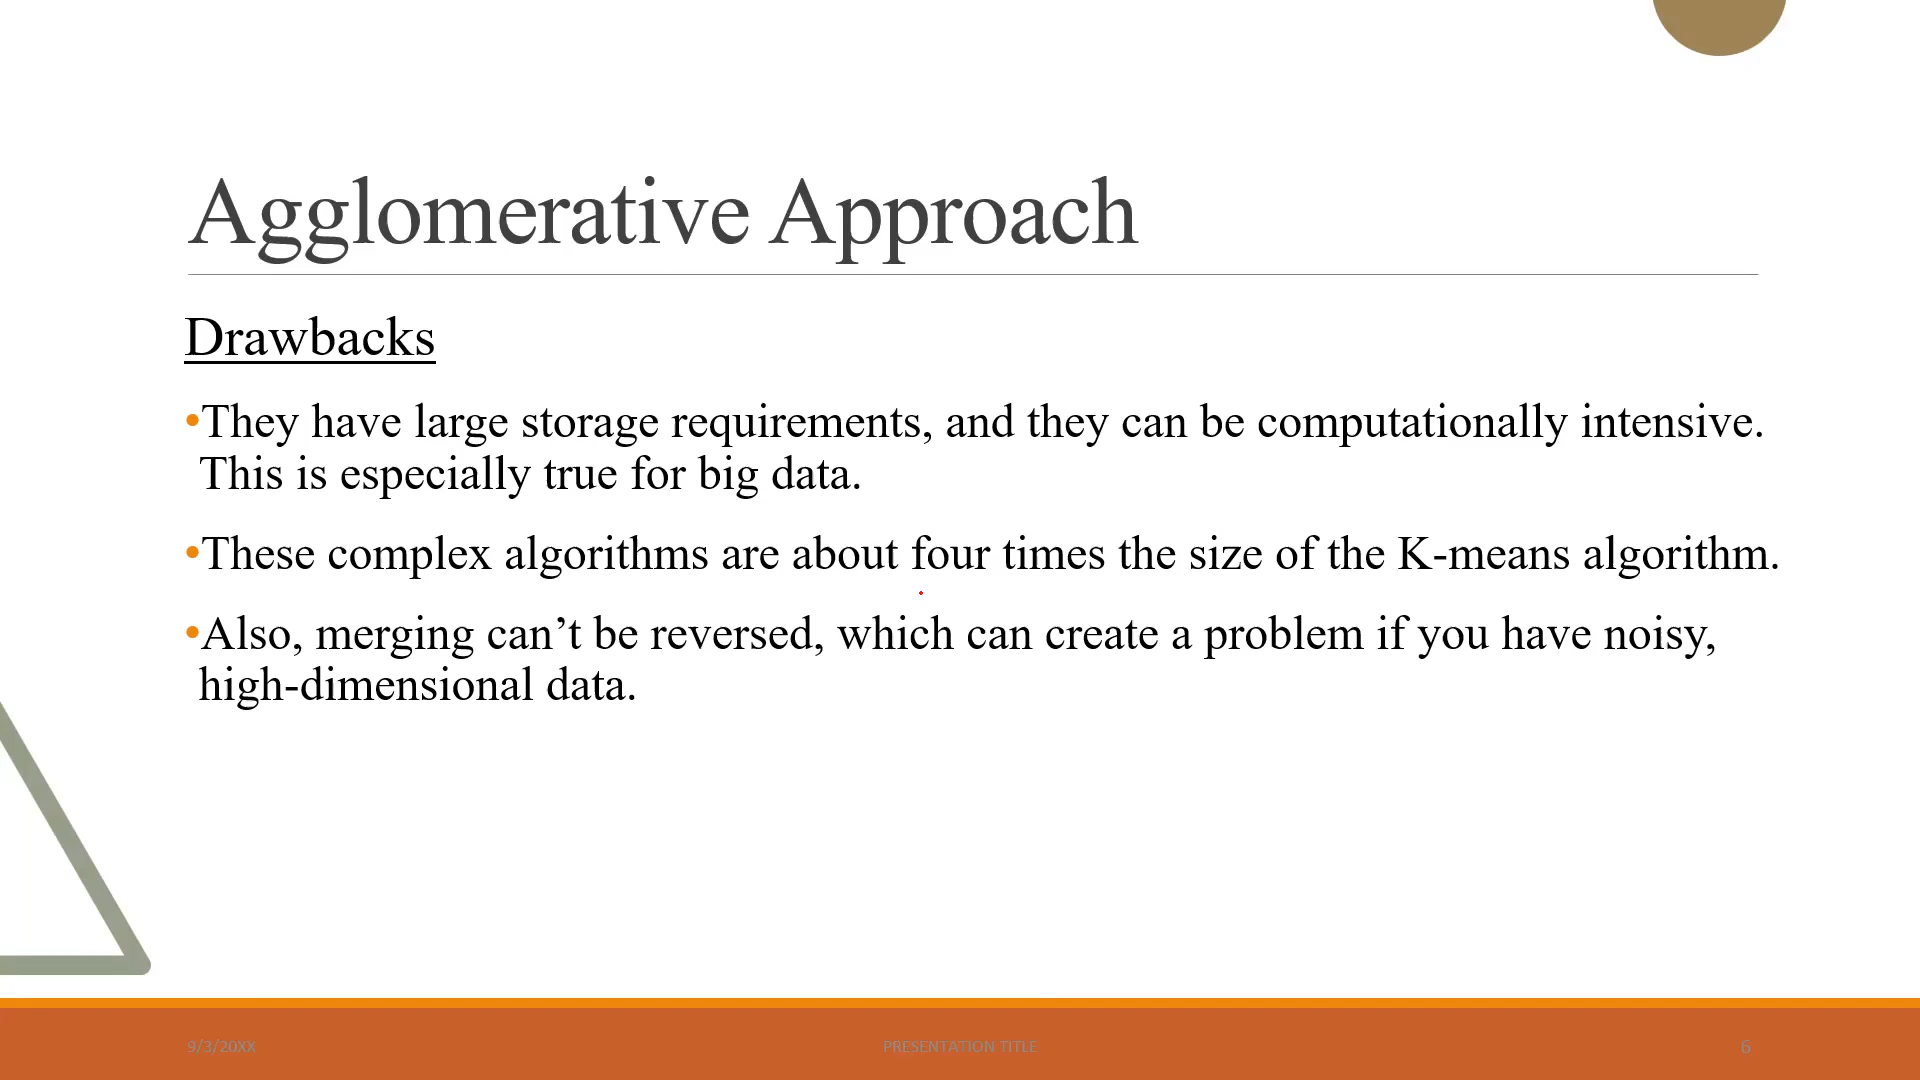 Agglomerative Approach
Drawbacks
•They have large storage requirements, and they can be computationally intensive.
This is especially true for big data.
•These complex algorithms are about four times the size of the K-means algorithm.
•Also, merging can’t be reversed, which can create a problem if you have noisy,
high-dimensional data.
9/3/20XX PRESENTATION TITLE 6